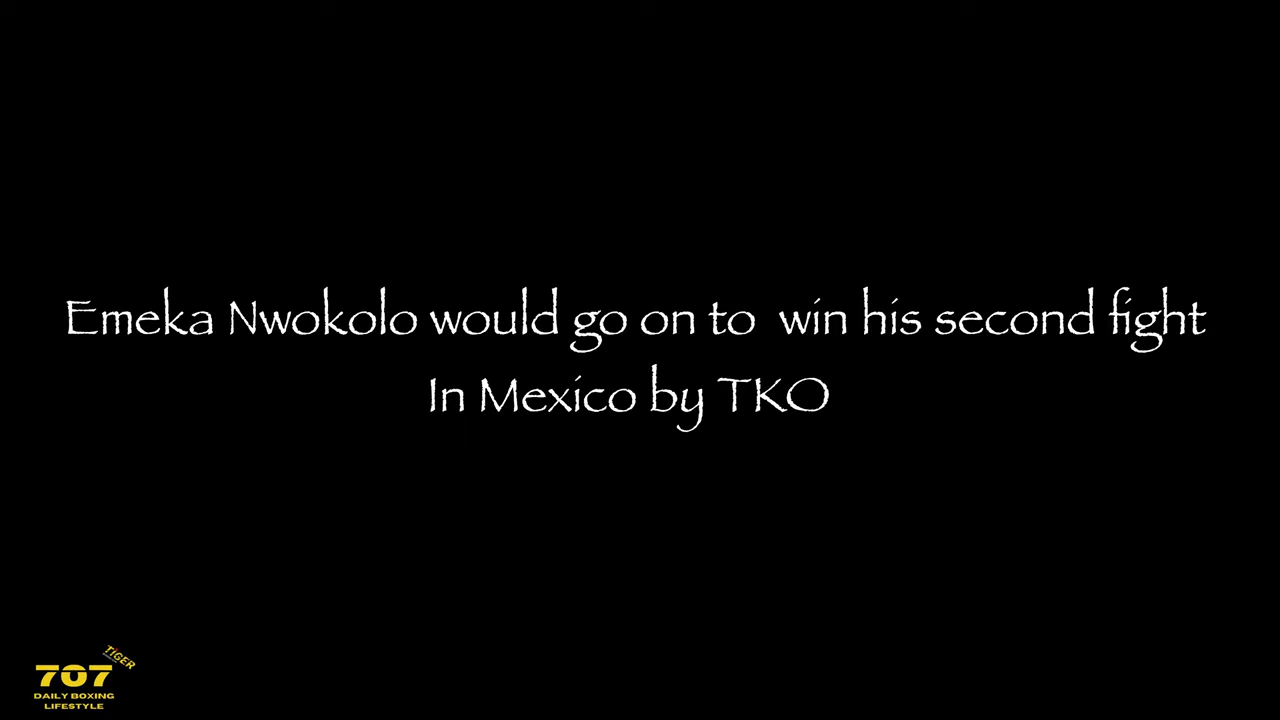 Emeka Nwokolo would go on to win his second fight
In Mexico by TKO
TIGER
707
DAILY BOXING
LIFESTYLE